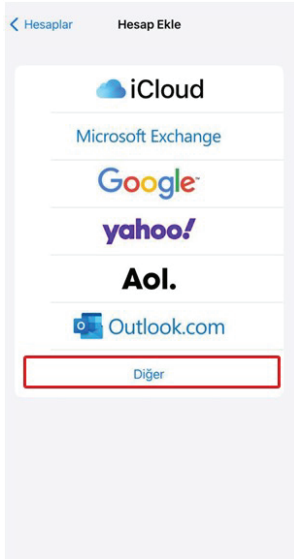 Hesaplar Hesap Ekle
iCloud
Microsoft Exchange
Google
yahoo!
Aol.
Outlook.com
Diğer